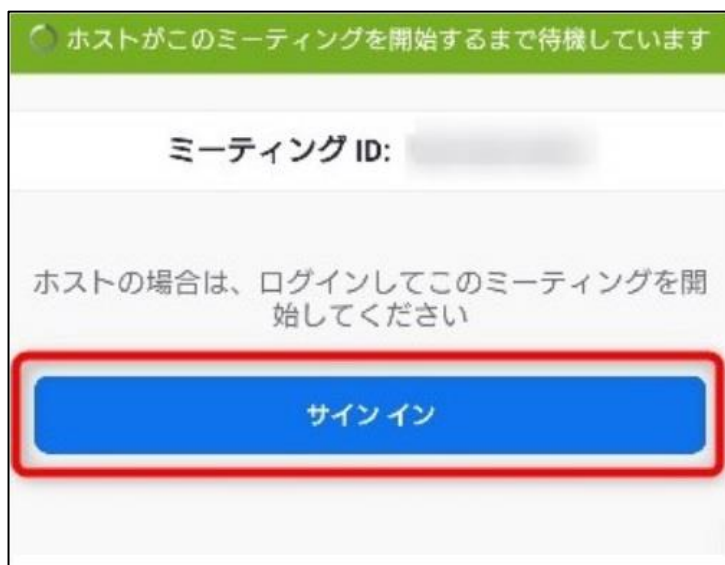 ホストがこのミーティングを開始するまで待機しています
ミーティング ID:
ホストの場合は、ログインしてこのミーティングを開
始してください
サイン イン